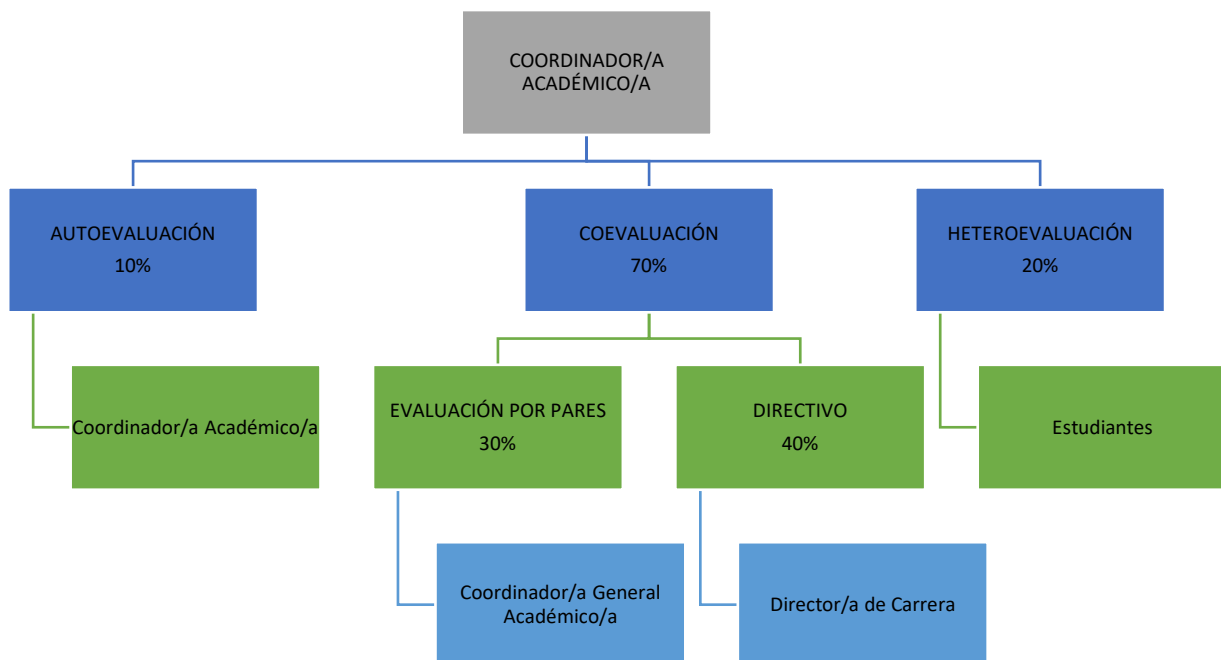 COORDINADOR/A
ACADÉMICO/A
AUTOEVALUACIÓN
10%
COEVALUACIÓN
70%
HETEROEVALUACIÓN
20%
Coordinador/a Académico/a
EVALUACIÓN POR PARES
30%
DIRECTIVO
40%
Estudiantes
Coordinador/a General
Académico/a
Director/a de Carrera